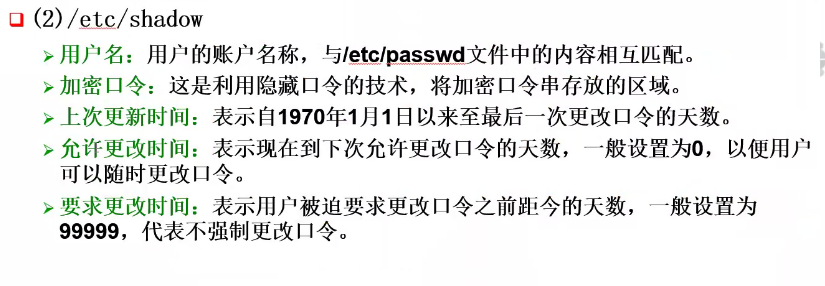 (2)/etc/shadow
用户名：用户的账户名称，与/etc/passwd文件中的内容相互匹配。
加密口令：这是利用隐藏口令的技术，将加密口令串存放的区域。
上次更新时间：表示自1970年1月1日以来至最后一次更改口令的天数。
允许更改时间：表示现在到下次允许更改口令的天数，一般设置为0，以便用户
可以随时更改口令。
要求更改时间：表示用户被迫要求更改口令之前距今的天数，一般设置为
99999，代表不强制更改口令。